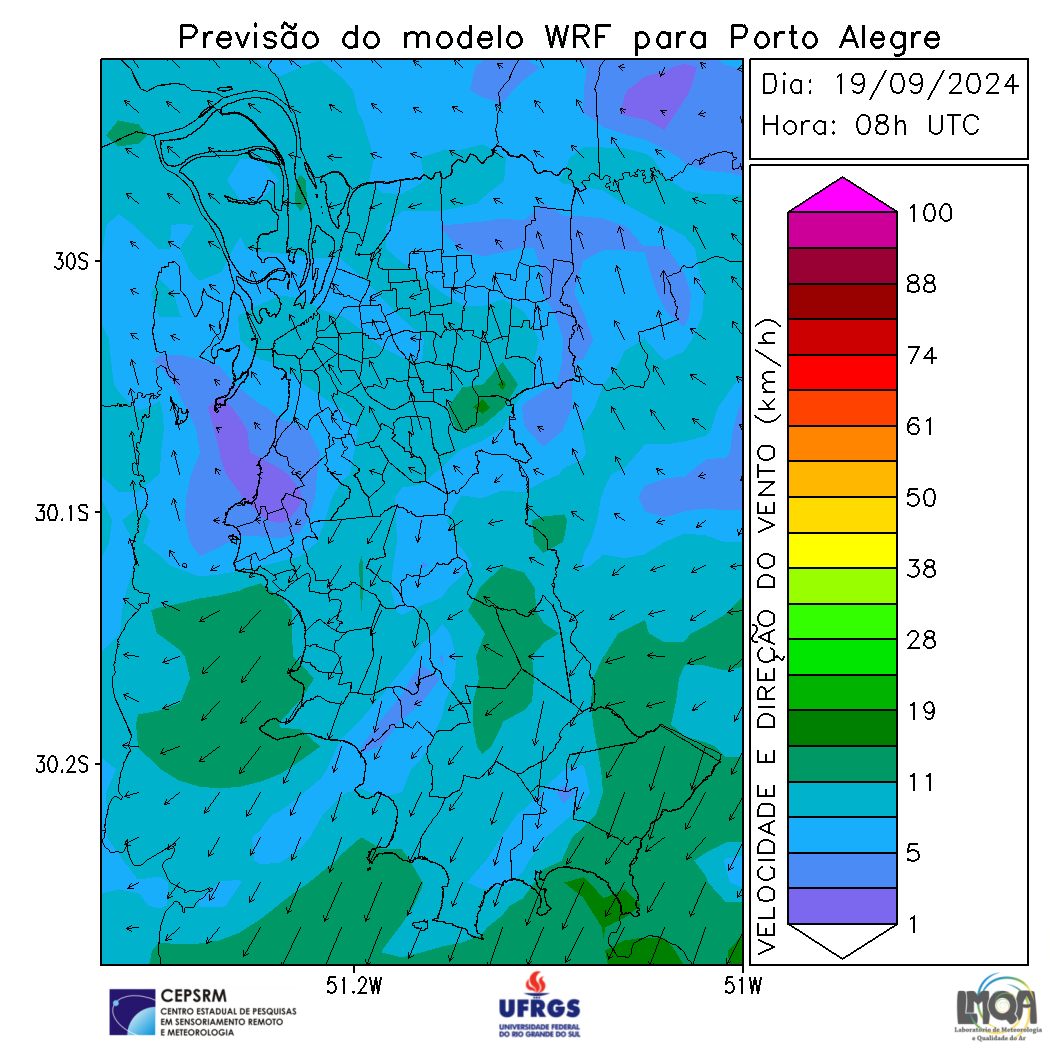 Previsão do modelo WRF para Porto Alegre
Dia: 19/09/2024
Hora: 08h UTC
30S
30.1S
30.2S
51.2W
51W
VELOCIDADE E DIREÇÃO DO VENTO (km/h)
100
88
74
61
50
38
28
19
11
5
1
CEPSRM
CENTRO ESTADUAL DE PESQUISAS
EM SENSORIAMENTO REMOTO
E METEOROLOGIA
UFRGS
UNIVERSIDADE FEDERAL
DO RIO GRANDE DO SUL
LMQA
Laboratório de Meteorologia
e Qualidade do Ar